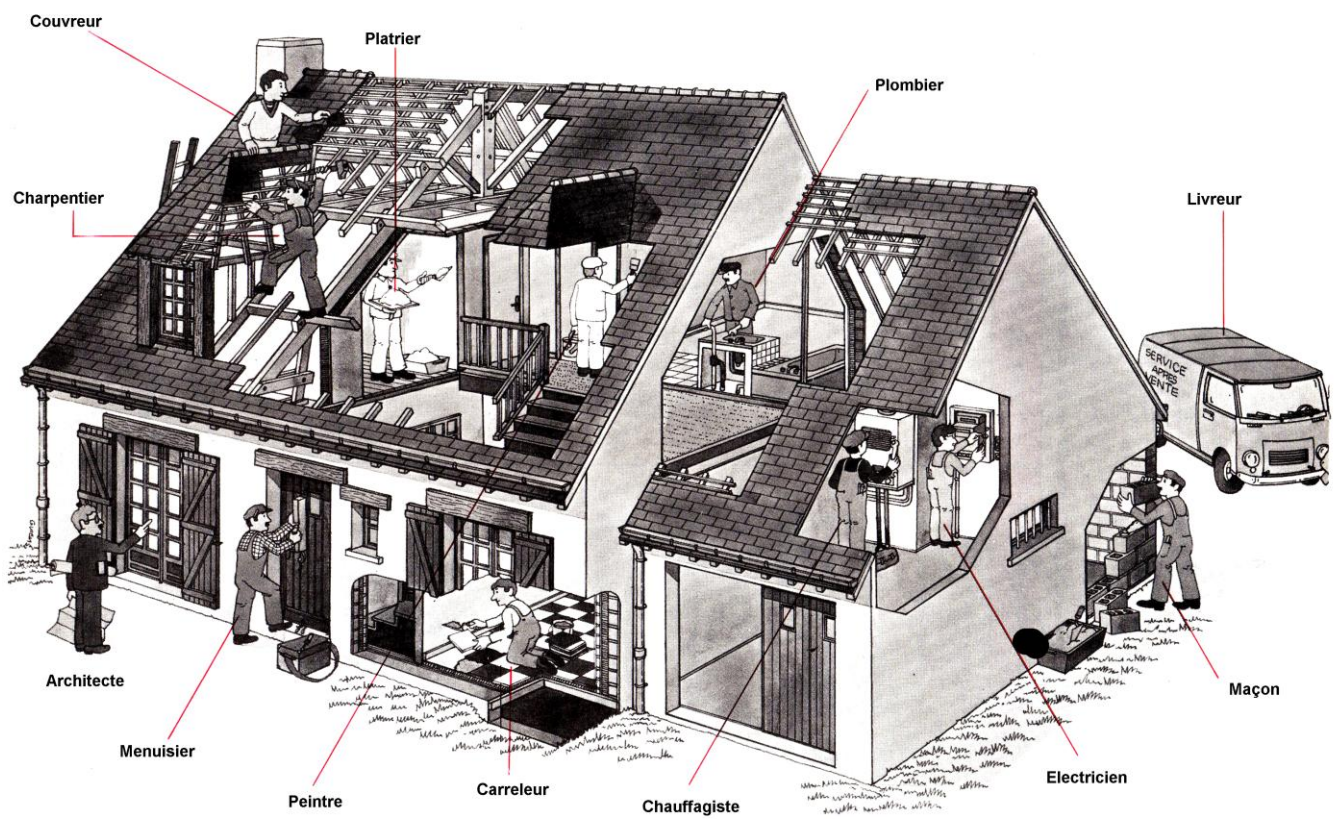 Couvreur
Platrier
Plombier
Charpentier
Livreur
SERVICE
APRES
VENTE
Architecte
Maçon
Menuisier
Electricien
Peintre
Carreleur
Chauffagiste